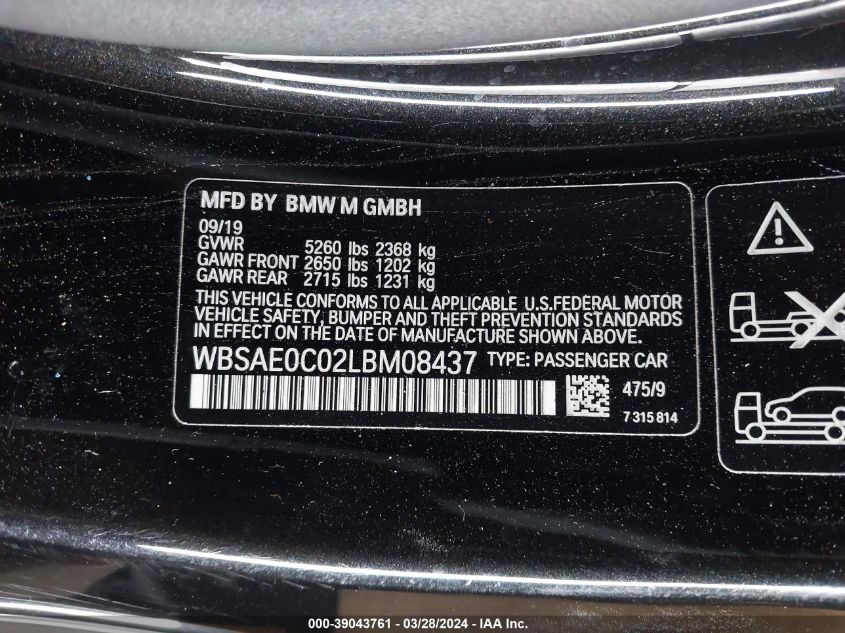 MFD BY BMW M GMBH
09/19
GVWR 5260 lbs 2368 kg
GAWR FRONT 2650 lbs 1202 kg
GAWR REAR 2715 lbs 1231 kg
THIS VEHICLE CONFORMS TO ALL APPLICABLE U.S.FEDERAL MOTOR
VEHICLE SAFETY, BUMPER AND THEFT PREVENTION STANDARDS
IN EFFECT ON THE DATE OF MANUFACTURE SHOWN ABOVE.
WBSAE0C02LBM08437 TYPE: PASSENGER CAR
475/9
7 315 814
000-39043761 - 03/28/2024 - IAA Inc.